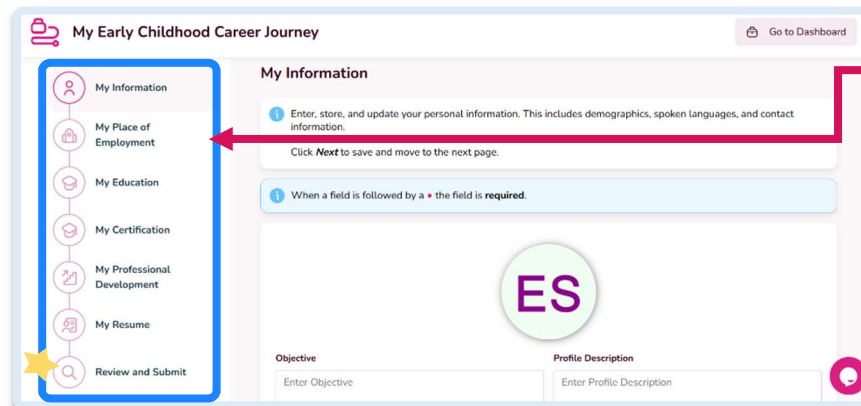 My Early Childhood Career Journey
Go to Dashboard
My Information
My Place of
Employment
My Education
My Certification
My Professional
Development
My Resume
Review and Submit
My Information
Enter, store, and update your personal information. This includes demographics, spoken languages, and contact
information.
Click Next to save and move to the next page.
When a field is followed by a • the field is required.
ES
Objective
Profile Description
Enter Objective
Enter Profile Description